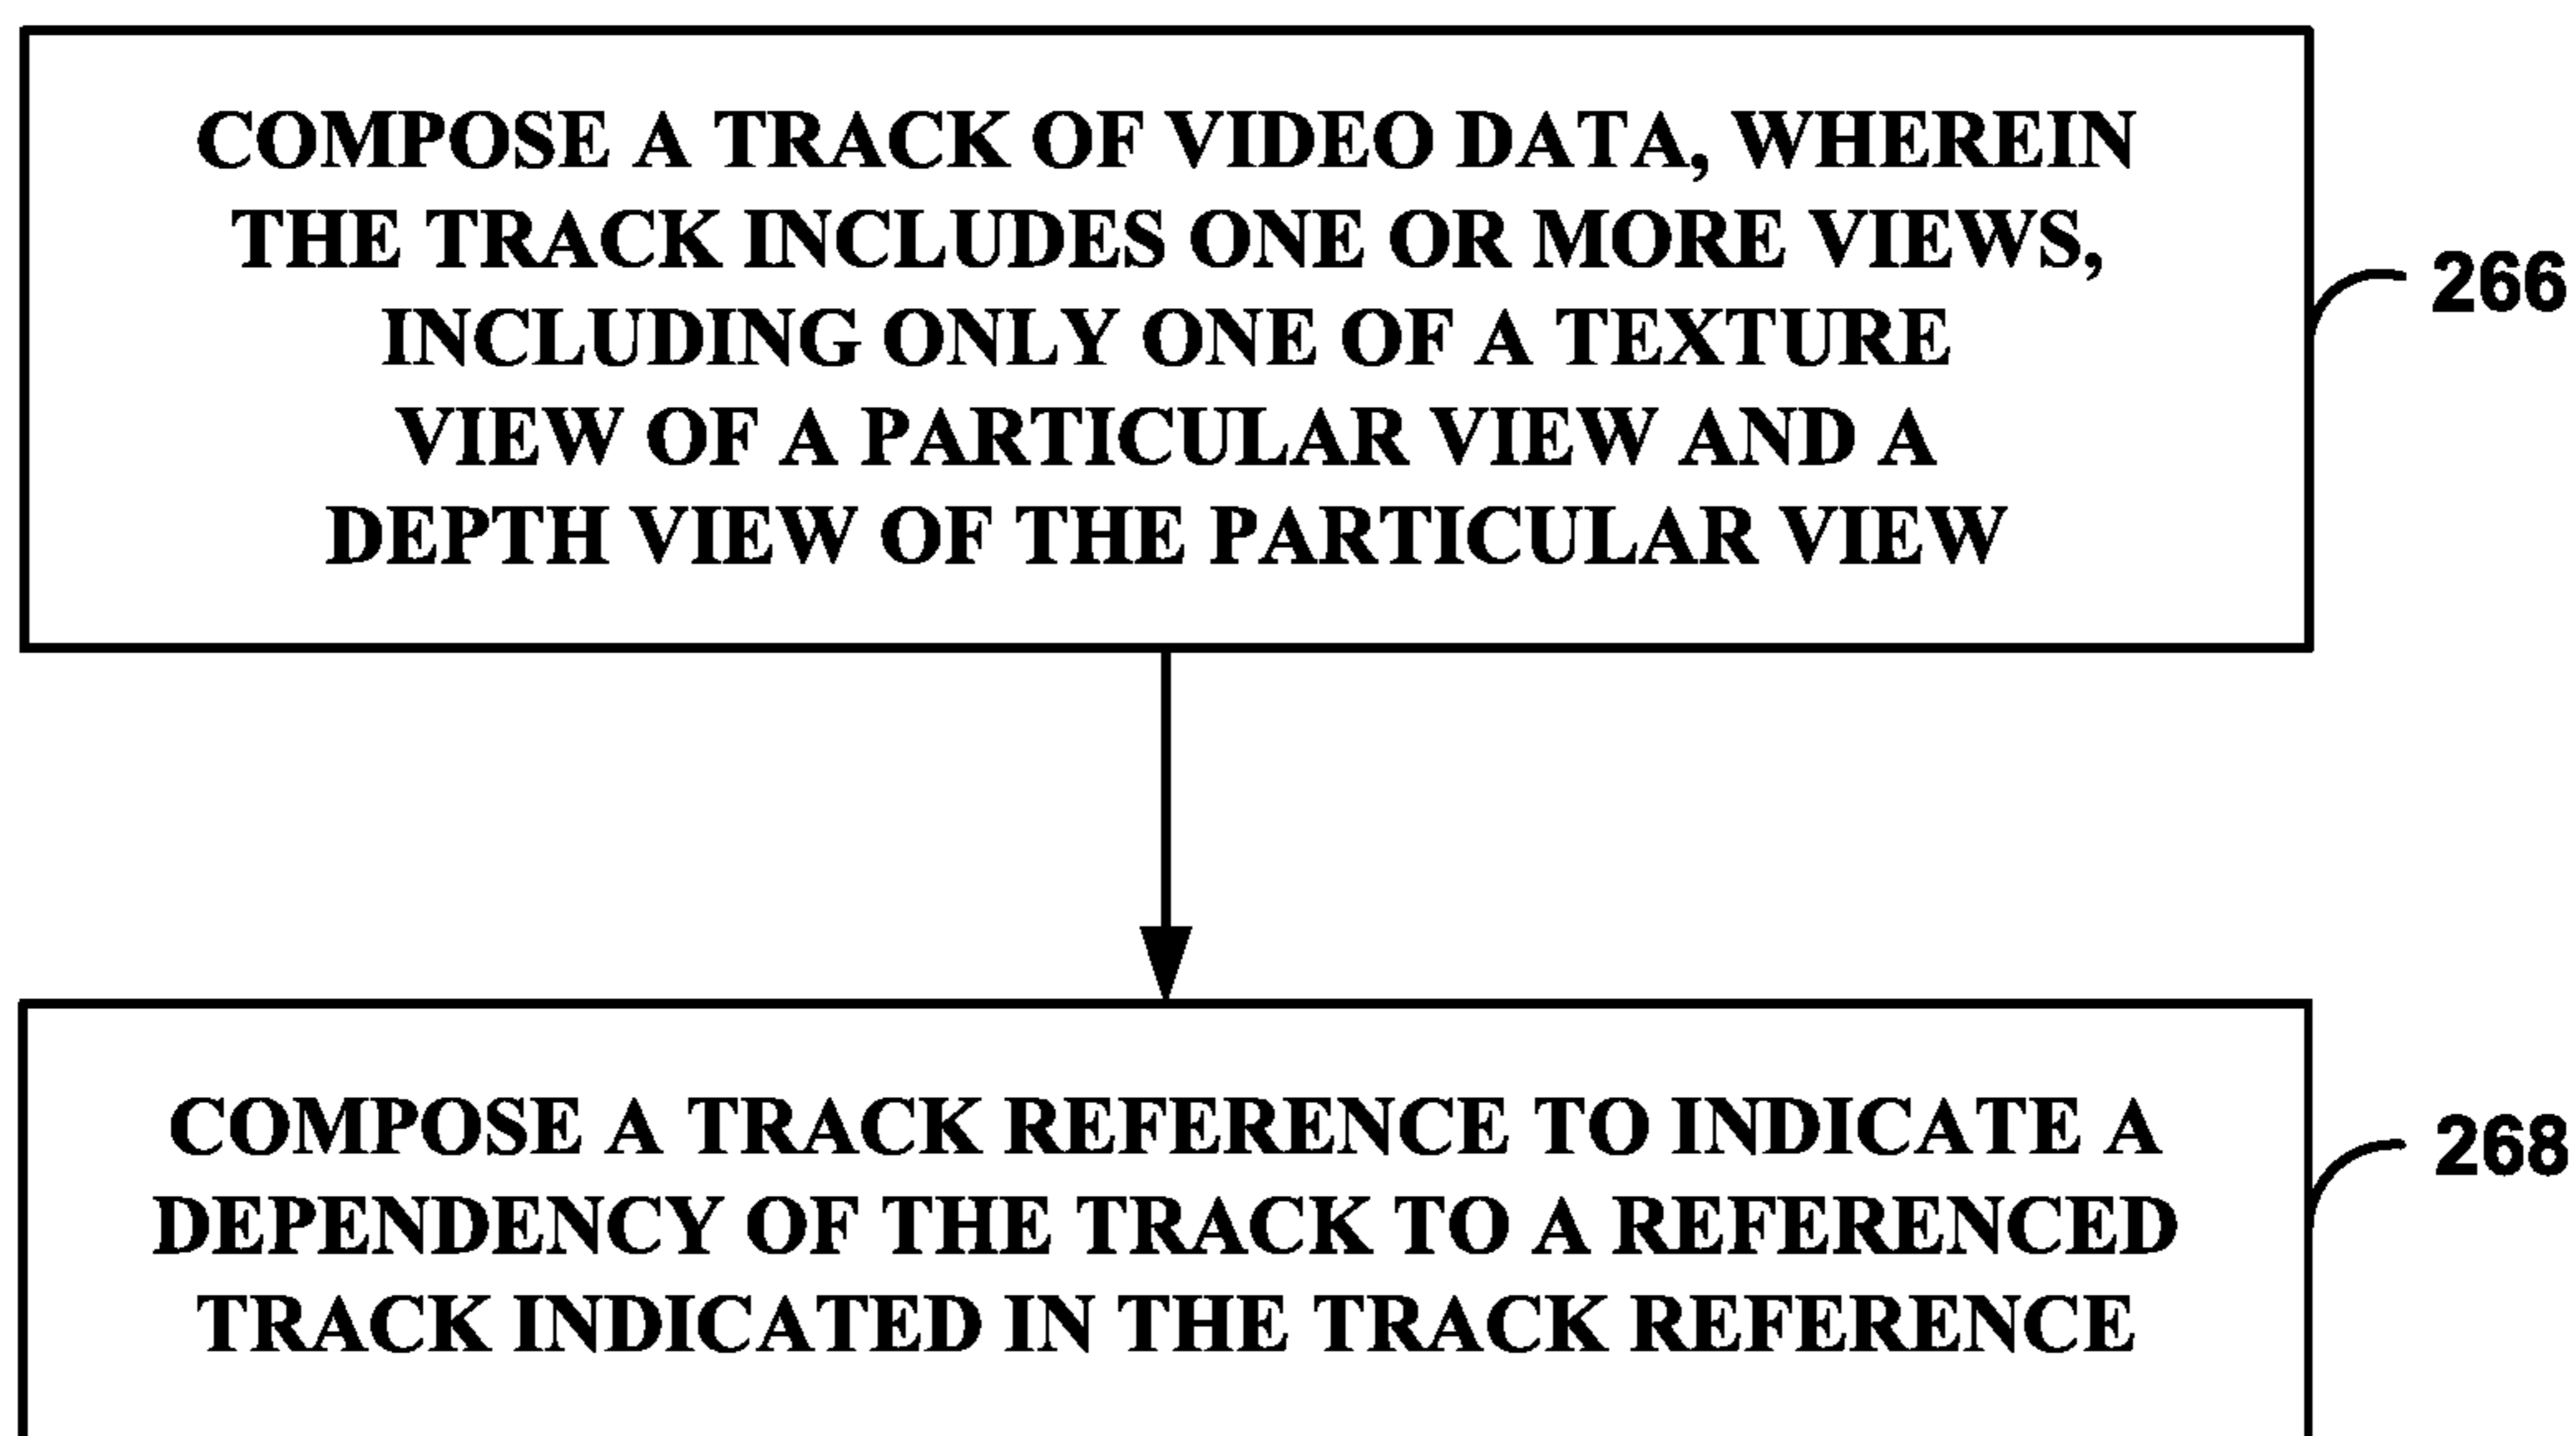 COMPOSE A TRACK OF VIDEO DATA, WHEREIN
THE TRACK INCLUDES ONE OR MORE VIEWS,
INCLUDING ONLY ONE OF A TEXTURE
VIEW OF A PARTICULAR VIEW AND A
DEPTH VIEW OF THE PARTICULAR VIEW
266
COMPOSE A TRACK REFERENCE TO INDICATE A
DEPENDENCY OF THE TRACK TO A REFERENCED
TRACK INDICATED IN THE TRACK REFERENCE
268